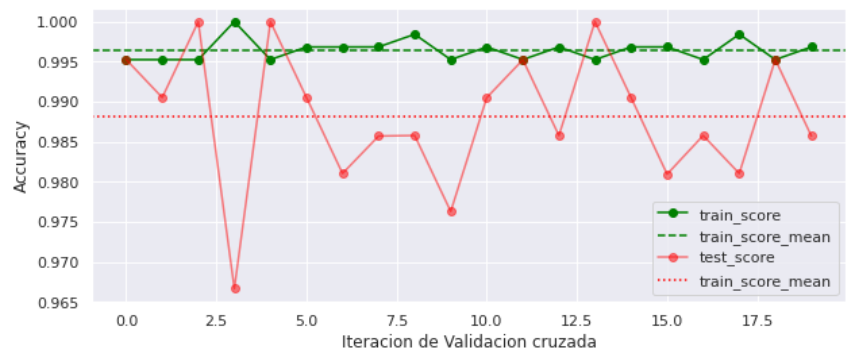 1.000
0.995
0.990
0.985
0.980
0.975
0.970
0.965
Accuracy
train_score
train_score_mean
test_score
train_score_mean
0.0 2.5 5.0 7.5 10.0 12.5 15.0 17.5
Iteracion de Validacion cruzada